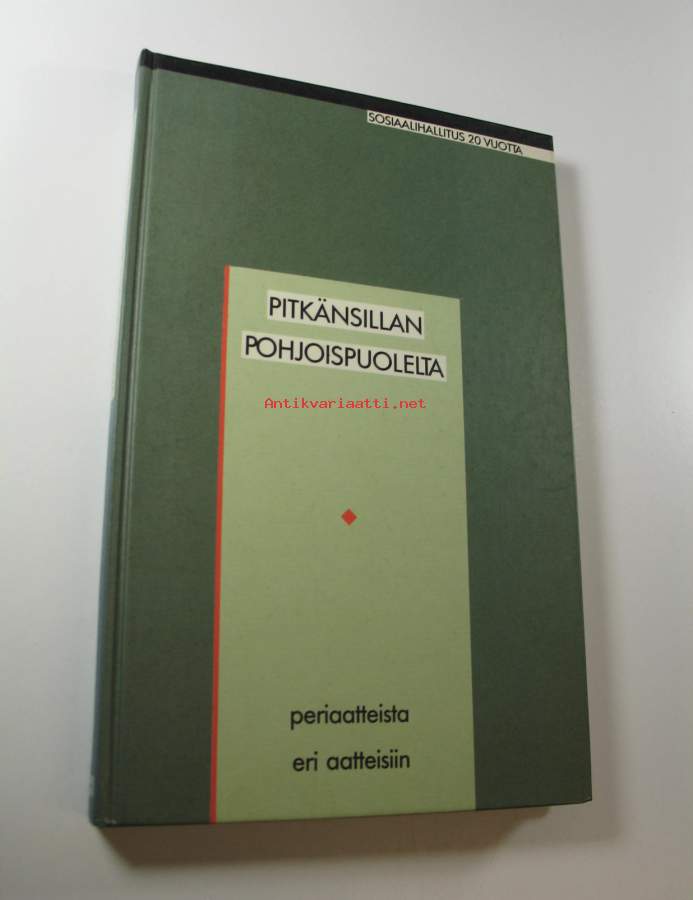 SOSIAALIHALLITUS 20 VUOTTA
PITKÄNSILLAN
POHJOISPUOLELTA
Antikvariaatti.net
periaatteista
eri aatteisiin